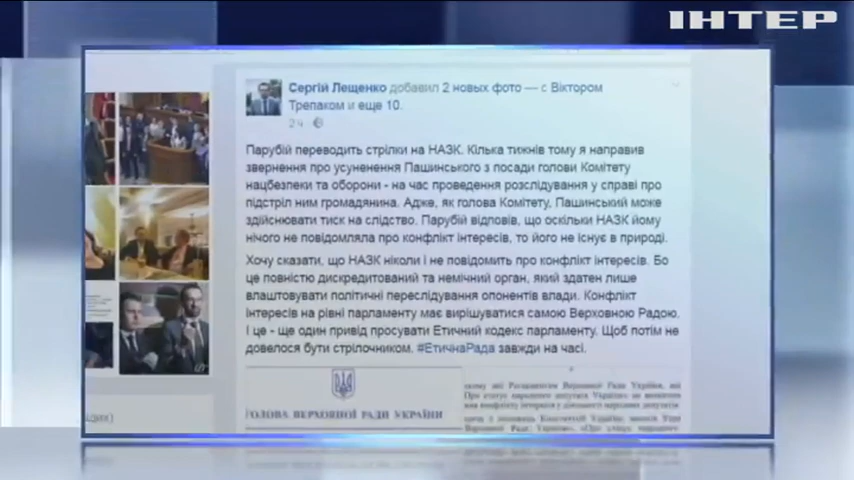 ІНТЕР
Сергій Лещенко добавил 2 новых фото — с Віктором
Трепаком и еще 10.
2 ч
Парубій переводить стрілки на НАЗК. Кілька тижнів тому я направив
звернення про усуненення Пашинського з посади голови Комітету
нацбезпеки та оборони - на час проведення розслідування у справі про
підстріл ним громадянина. Адже, як голова Комітету, Пашинський може
здійснювати тиск на слідство. Парубій відповів, що оскільки НАЗК йому
нічого не повідомляла про конфлікт інтересів, то його не існує в природі.
Хочу сказати, що НАЗК ніколи і не повідомить про конфлікт інтересів. Бо
це повністю дискредитований та немічний орган, який здатен лише
влаштовувати політичні переслідування опонентів влади. Конфлікт
інтересів на рівні парламенту має вирішуватися самою Верховною Радою.
І це - ще один привід просувати Етичний кодекс парламенту. Щоб потім не
довелося бути стрілочником. #ЕтичнаРада завжди на часі.
ГОЛОВА ВЕРХОВНОЇ РАДИ УКРАЇНИ